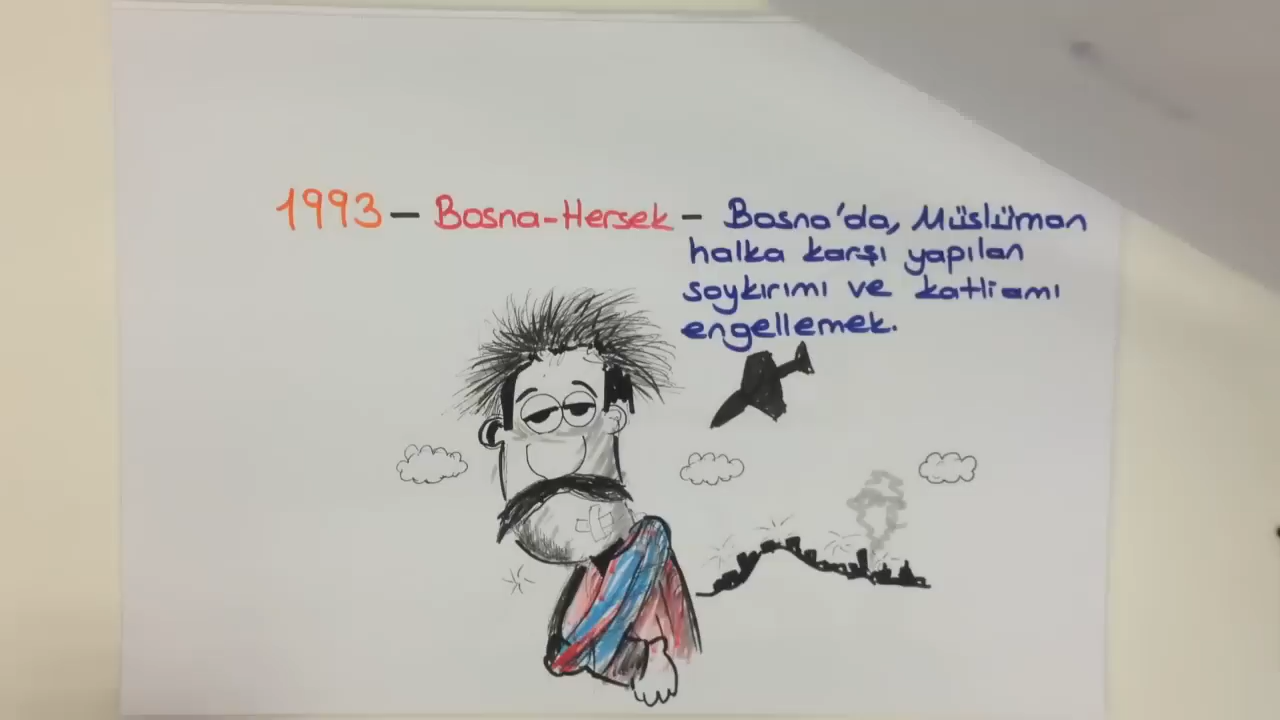 1993 – Bosna-Hersek – Bosna'da, Müslüman
halka karşı yapılan
soykırımı ve katliamı
engellemek.